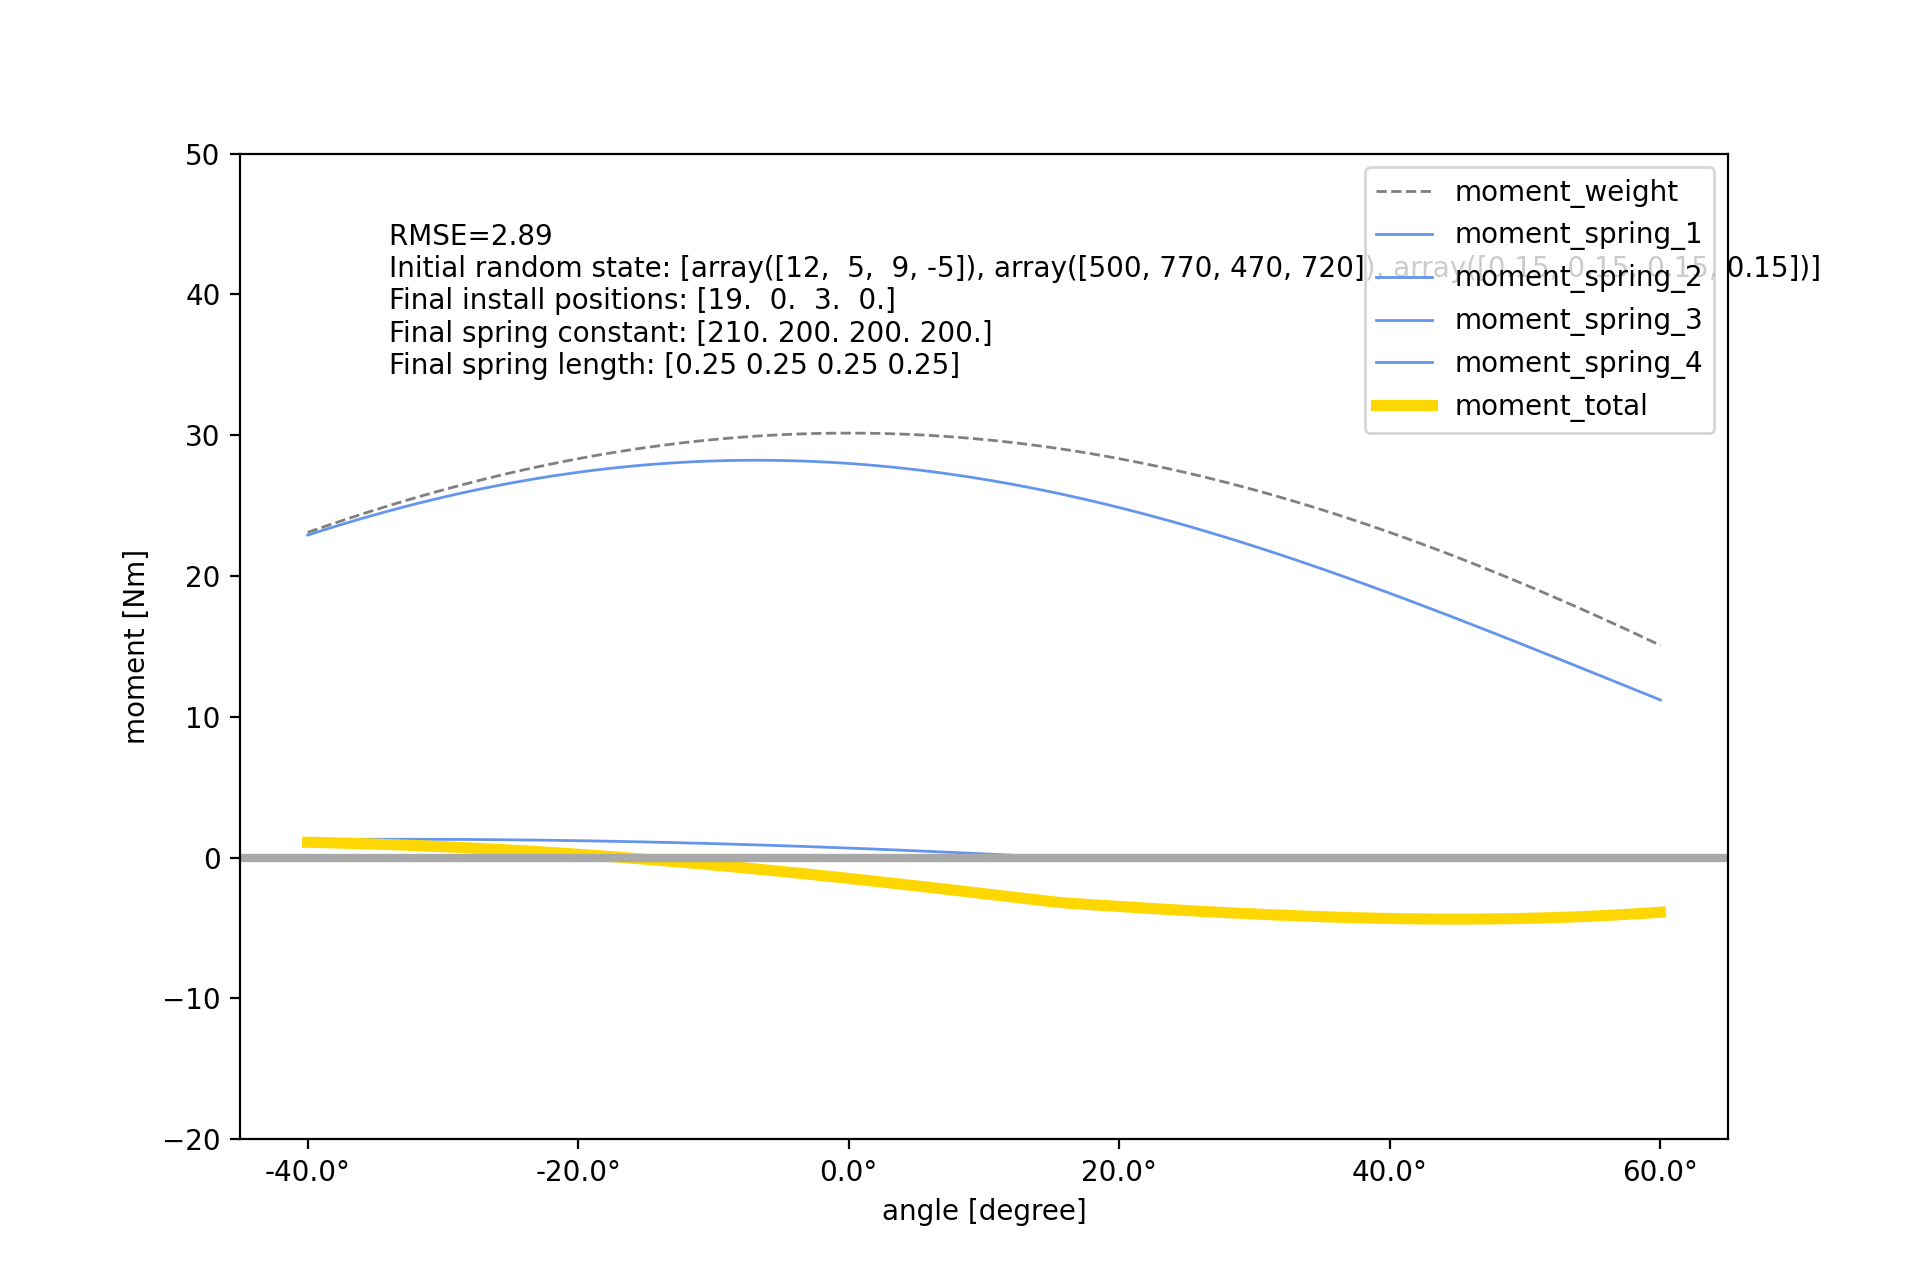 RMSE=2.89
Initial random state: [array([12,  5,  9, -5]), array([500, 770, 470, 720]), array([0.15, 0.15, 0.15, 0.15])]
Final install positions: [19.  0.  3.  0.]
Final spring constant: [210. 200. 200. 200.]
Final spring length: [0.25 0.25 0.25 0.25]
moment_weight
moment_spring_1
moment_spring_2
moment_spring_3
moment_spring_4
moment_total
50
40
30
20
10
0
−10
−20
moment [Nm]
-40.0°
-20.0°
0.0°
20.0°
40.0°
60.0°
angle [degree]